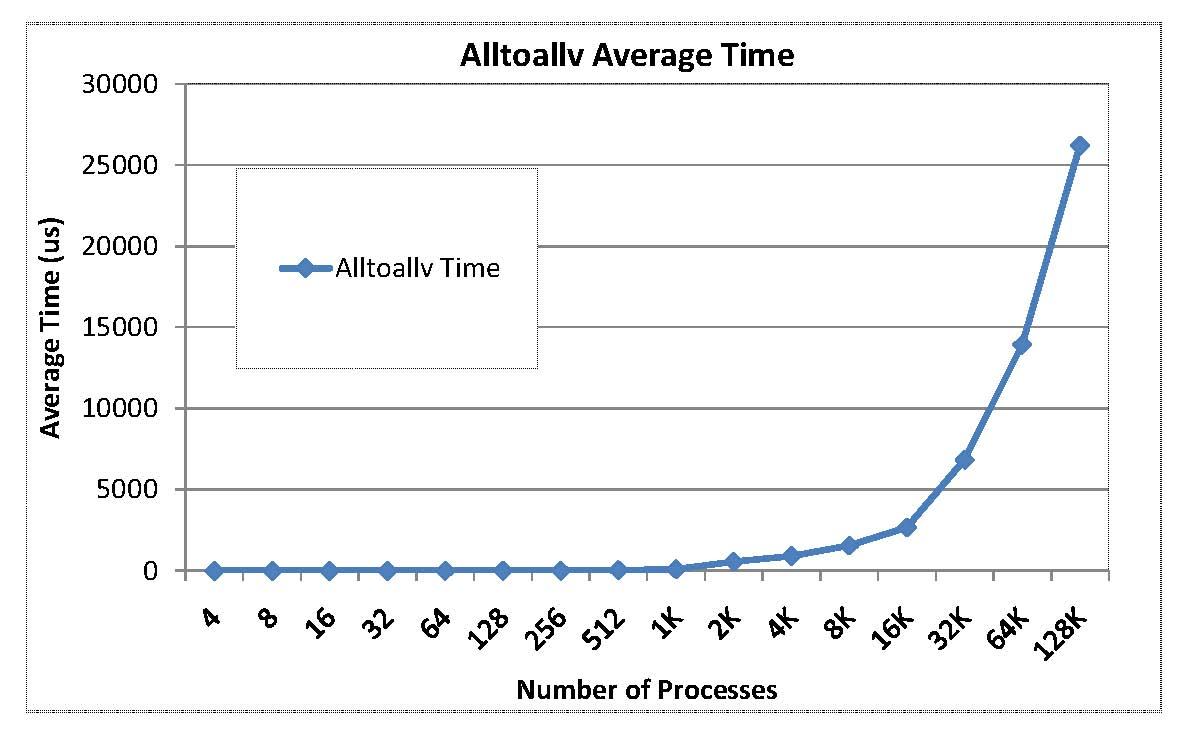 Alltoallv Average Time
30000
25000
20000
15000
10000
5000
0
Average Time (us)
Alltoallv Time
4 8 16 32 64 128 256 512 1K 2K 4K 8K 16K 32K 64K 128K
Number of Processes